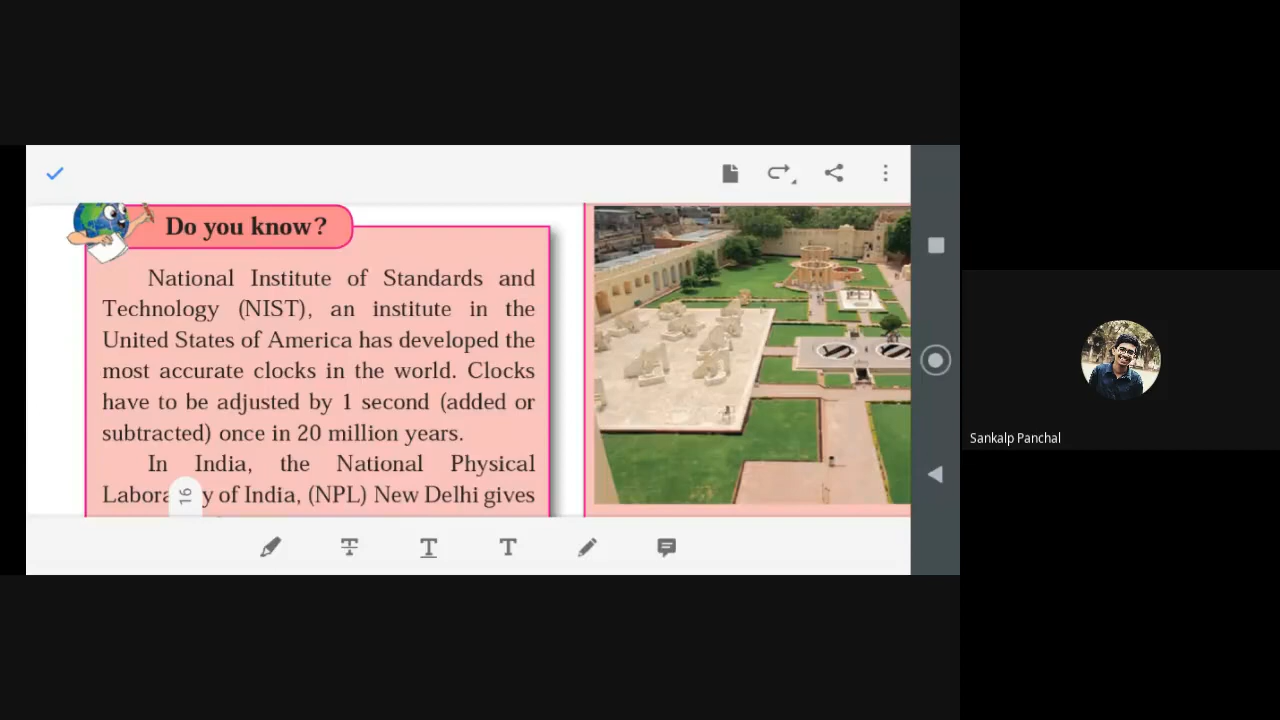 Do you know?
National Institute of Standards and
Technology (NIST), an institute in the
United States of America has developed the
most accurate clocks in the world. Clocks
have to be adjusted by 1 second (added or
subtracted) once in 20 million years.
In India, the National Physical
of India, (NPL) New Delhi gives
16
Sankalp Panchal